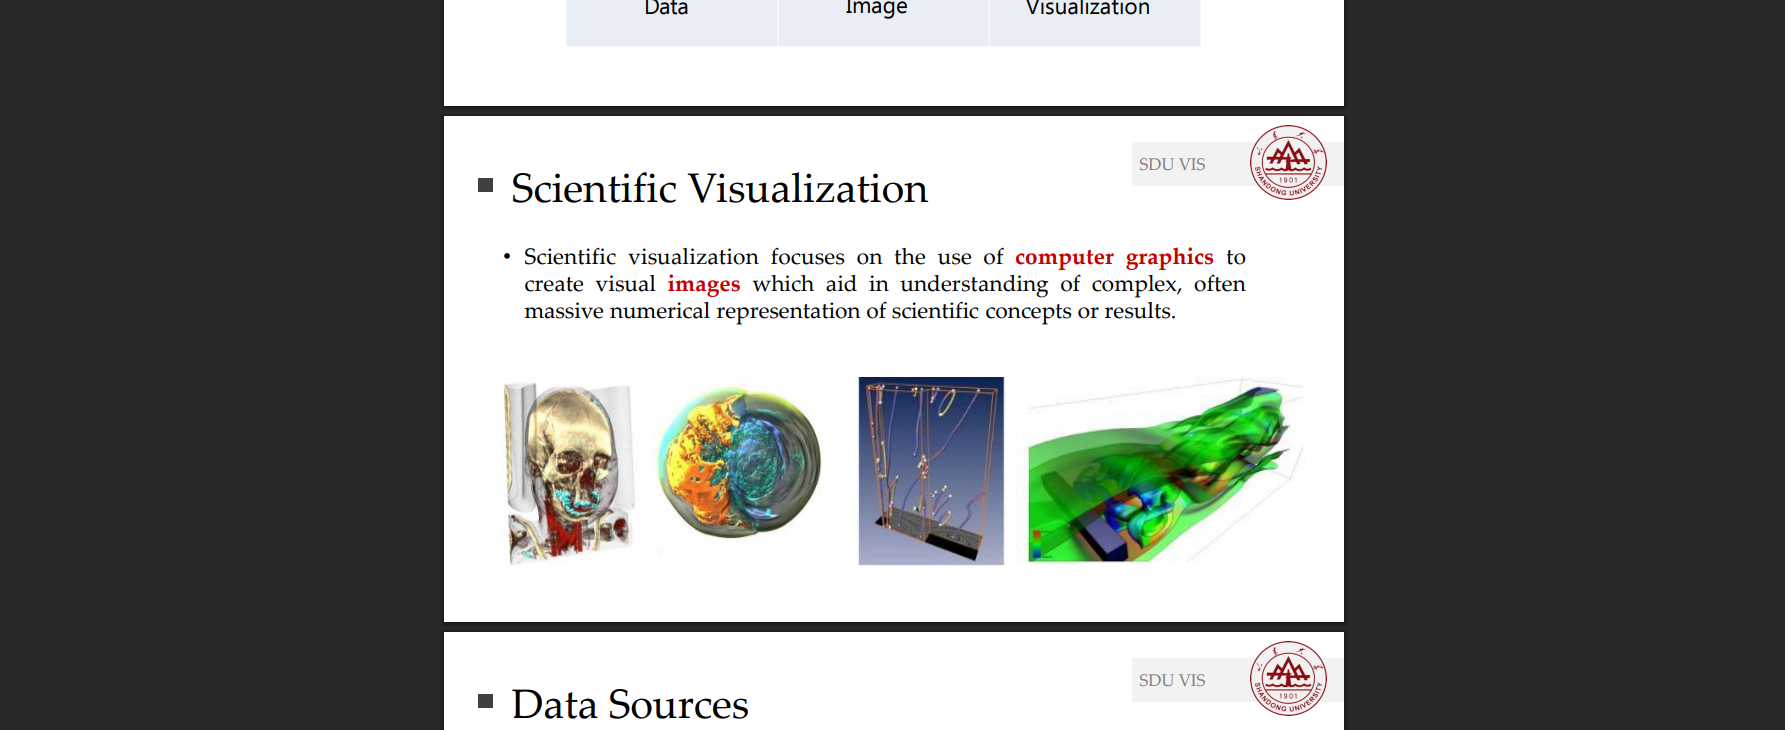 Data Image Visualization
SDU VIS
SHANDONG UNIVERSITY
1901
Scientific Visualization
• Scientific visualization focuses on the use of computer graphics to
create visual images which aid in understanding of complex, often
massive numerical representation of scientific concepts or results.
SDU VIS
SHANDONG UNIVERSITY
1901
Data Sources